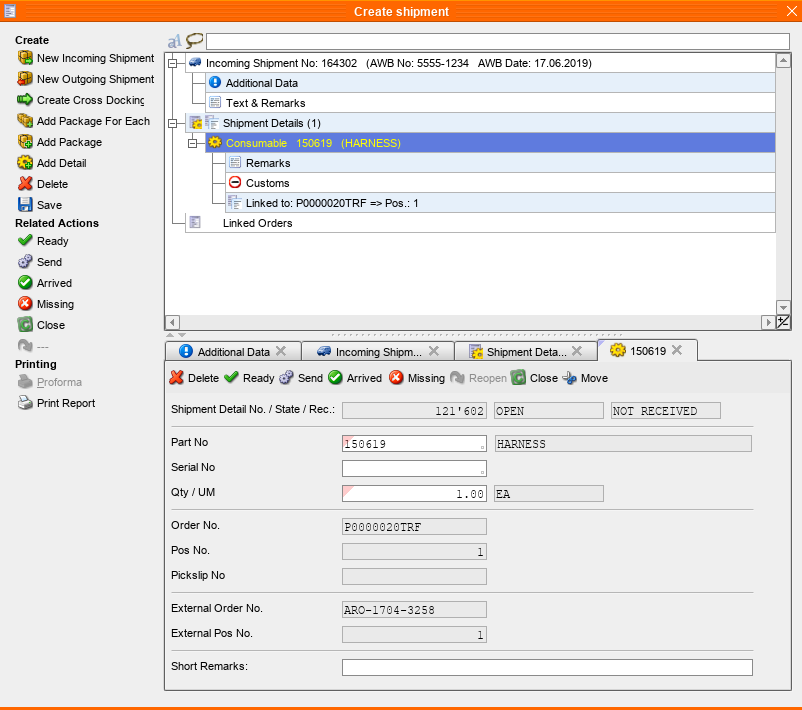 Create shipment
Create
New Incoming Shipment
New Outgoing Shipment
Create Cross Docking
Add Package For Each
Add Package
Add Detail
Delete
Save
Related Actions
Ready
Send
Arrived
Missing
Close
---
Printing
Proforma
Print Report
Incoming Shipment No: 164302 (AWB No: 5555-1234 AWB Date: 17.06.2019)
Additional Data
Text & Remarks
Shipment Details (1)
Consumable 150619 (HARNESS)
Remarks
Customs
Linked to: P0000020TRF => Pos.: 1
Linked Orders
Additional Data Incoming Shipm... Shipment Deta... 150619
Delete Ready Send Arrived Missing Reopen Close Move
Shipment Detail No. / State / Rec.: 121'602 OPEN NOT RECEIVED
Part No 150619 HARNESS
Serial No
Qty / UM 1.00 EA
Order No. P0000020TRF
Pos No. 1
Pickslip No
External Order No. ARO-1704-3258
External Pos No. 1
Short Remarks: